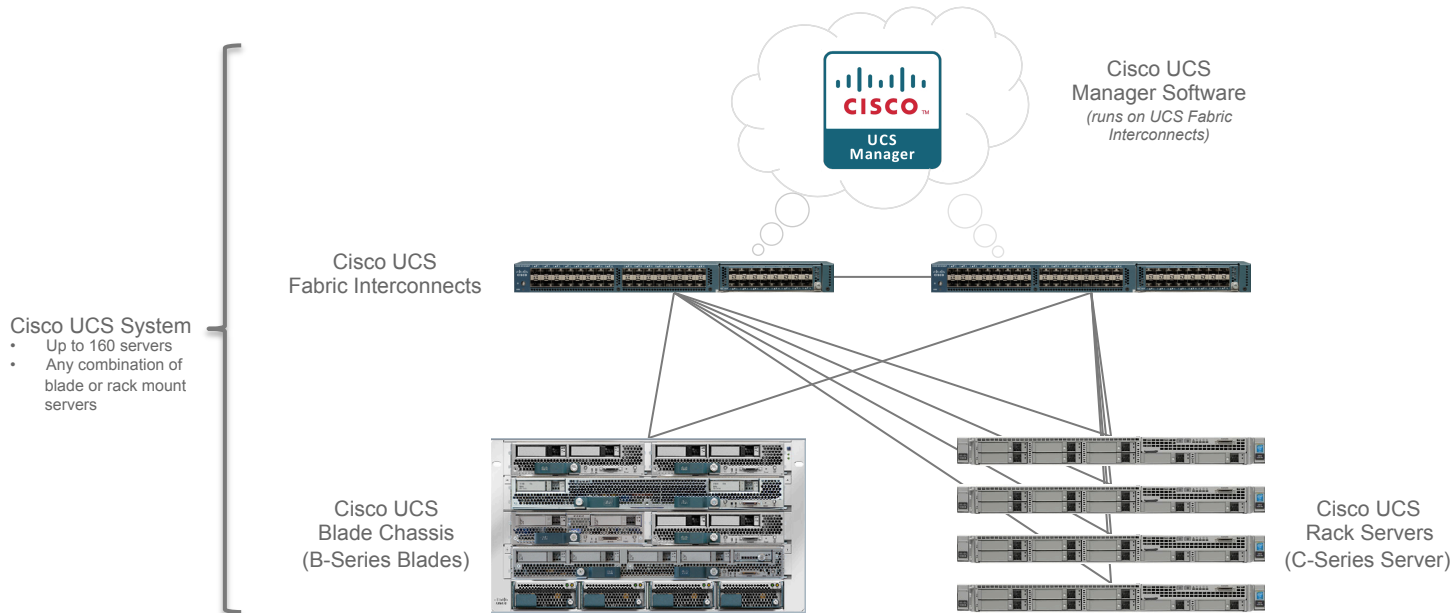 CISCO
TM
UCS
Manager
Cisco UCS
Manager Software
(runs on UCS Fabric
Interconnects)
Cisco UCS
Fabric Interconnects
Cisco UCS System
• Up to 160 servers
• Any combination of
blade or rack mount
servers
Cisco UCS
Blade Chassis
(B-Series Blades)
Cisco UCS
Rack Servers
(C-Series Server)